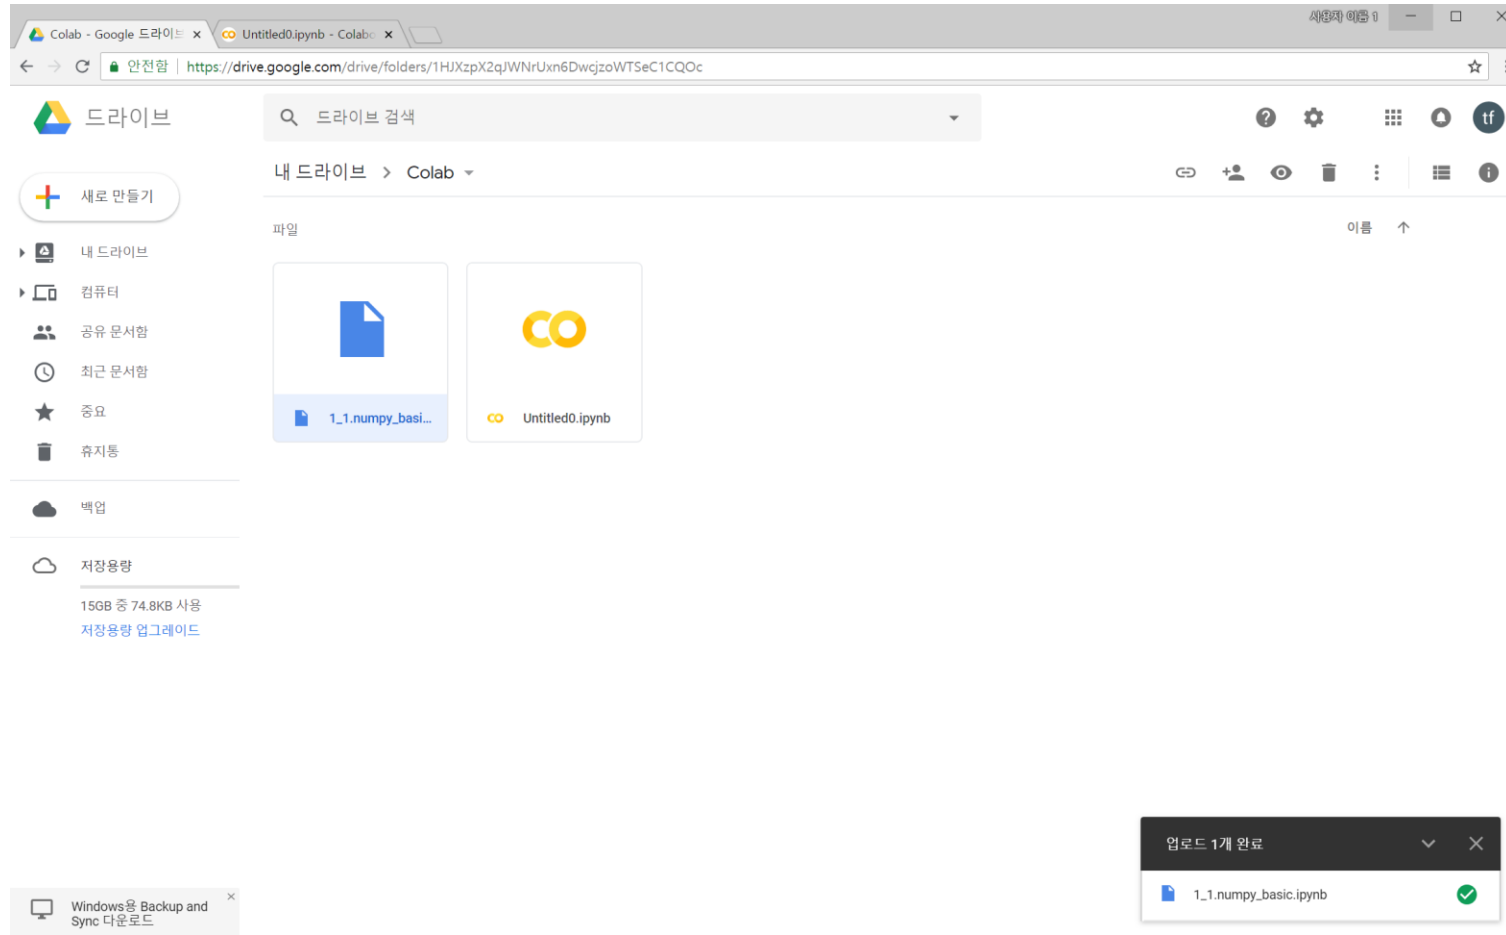 Colab - Google 드라이브
Untitled0.ipynb - Colabo
사용자 이름 1
안전함
https://drive.google.com/drive/folders/1HJXzpX2qJWNrUxn6DwcjzoWTSeC1CQOc
드라이브
드라이브 검색
tf
내 드라이브 > Colab
새로 만들기
파일
이름
내 드라이브
컴퓨터
공유 문서함
최근 문서함
중요
휴지통
백업
저장용량
15GB 중 74.8KB 사용
저장용량 업그레이드
1_1.numpy_basi...
Untitled0.ipynb
업로드 1개 완료
1_1.numpy_basic.ipynb
Windows용 Backup and
Sync 다운로드